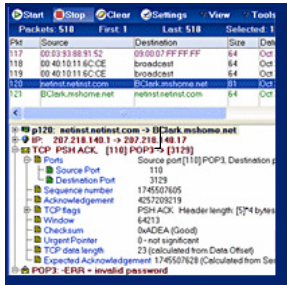 Start Stop Clear Settings View Tools
Packets: 518 First: 1 Last: 518 Selected: 1
Pkt Source Destination Size Date
117 00:03:93:88:91:52 09:00:07:FF:FF:FF 64 Oct
118 00:40:10:11:6C:CE broadcast 64 Oct
119 00:40:10:11:6C:CE broadcast 64 Oct
120 netinst.netinst.com BClark.mshome.net 81 Oct
121 BClark.mshome.net netinst.netinst.com 64 Oct
p120: netinst.netinst.com -> BClark.mshome.net
IP: 207.218.140.1 -> 207.218.140.17
TCP PSH ACK, [110] POP3 -> [3129]
Ports Source port [110] POP3, Destination p
Source Port 110
Destination Port 3129
Sequence number 1745507605
Acknowledgement 4257209219
TCP flags PSH ACK Header length: [5]*4 bytes
Window 64213
Checksum 0xADEA (Good)
Urgent Pointer 0 - not significant
TCP data length 23 (calculated from Data Offset)
Expected Acknowledgement 1745507628 (Calculated from Se
POP3: -ERR + invalid password